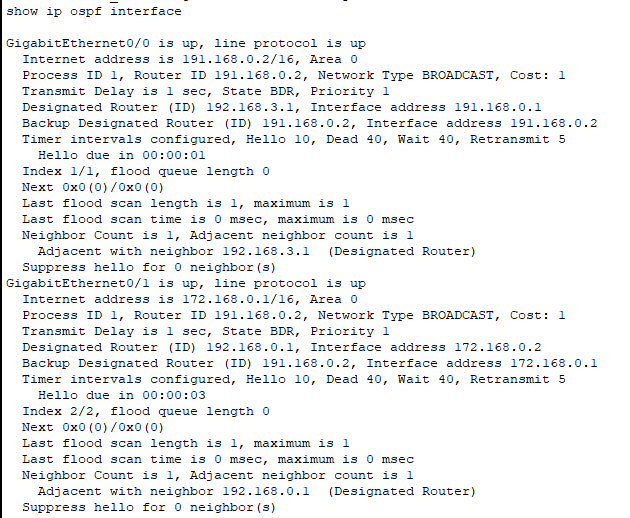 show ip ospf interface
GigabitEthernet0/0 is up, line protocol is up
Internet address is 191.168.0.2/16, Area 0
Process ID 1, Router ID 191.168.0.2, Network Type BROADCAST, Cost: 1
Transmit Delay is 1 sec, State BDR, Priority 1
Designated Router (ID) 192.168.3.1, Interface address 191.168.0.1
Backup Designated Router (ID) 191.168.0.2, Interface address 191.168.0.2
Timer intervals configured, Hello 10, Dead 40, Wait 40, Retransmit 5
Hello due in 00:00:01
Index 1/1, flood queue length 0
Next 0x0(0)/0x0(0)
Last flood scan length is 1, maximum is 1
Last flood scan time is 0 msec, maximum is 0 msec
Neighbor Count is 1, Adjacent neighbor count is 1
Adjacent with neighbor 192.168.3.1  (Designated Router)
Suppress hello for 0 neighbor(s)
GigabitEthernet0/1 is up, line protocol is up
Internet address is 172.168.0.1/16, Area 0
Process ID 1, Router ID 191.168.0.2, Network Type BROADCAST, Cost: 1
Transmit Delay is 1 sec, State BDR, Priority 1
Designated Router (ID) 192.168.0.1, Interface address 172.168.0.2
Backup Designated Router (ID) 191.168.0.2, Interface address 172.168.0.1
Timer intervals configured, Hello 10, Dead 40, Wait 40, Retransmit 5
Hello due in 00:00:03
Index 2/2, flood queue length 0
Next 0x0(0)/0x0(0)
Last flood scan length is 1, maximum is 1
Last flood scan time is 0 msec, maximum is 0 msec
Neighbor Count is 1, Adjacent neighbor count is 1
Adjacent with neighbor 192.168.0.1  (Designated Router)
Suppress hello for 0 neighbor(s)